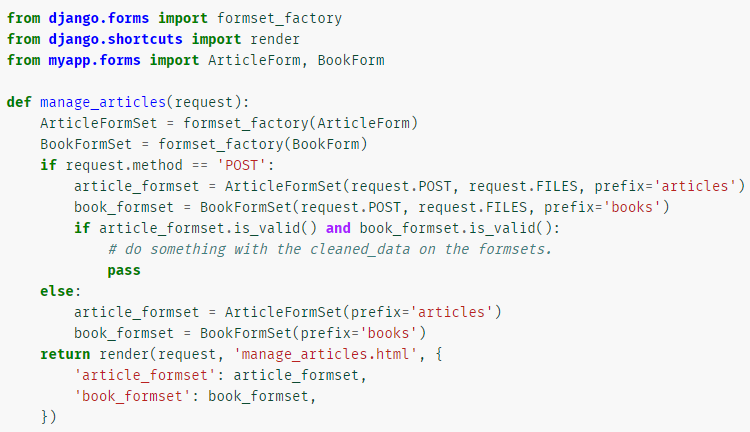 from django.forms import formset_factory
from django.shortcuts import render
from myapp.forms import ArticleForm, BookForm

def manage_articles(request):
    ArticleFormSet = formset_factory(ArticleForm)
    BookFormSet = formset_factory(BookForm)
    if request.method == 'POST':
        article_formset = ArticleFormSet(request.POST, request.FILES, prefix='articles')
        book_formset = BookFormSet(request.POST, request.FILES, prefix='books')
        if article_formset.is_valid() and book_formset.is_valid():
            # do something with the cleaned_data on the formsets.
            pass
    else:
        article_formset = ArticleFormSet(prefix='articles')
        book_formset = BookFormSet(prefix='books')
    return render(request, 'manage_articles.html', {
        'article_formset': article_formset,
        'book_formset': book_formset,
    })